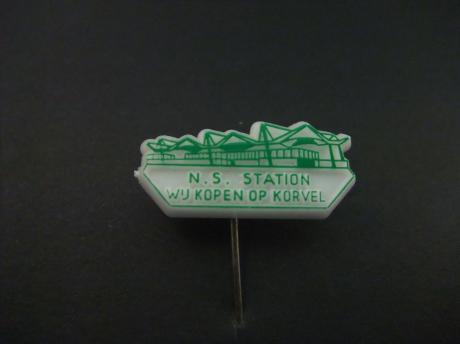 N.S. STATION
WIJ KOPEN OP KORVEL